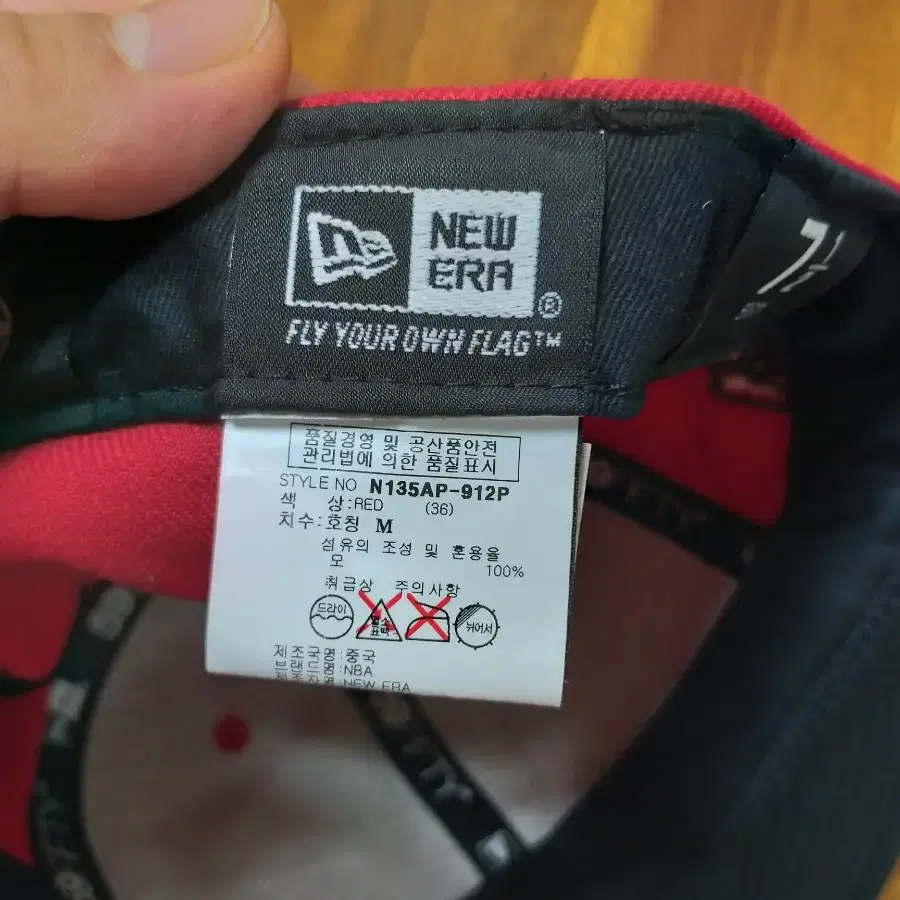 NEW
ERA
®
FLY YOUR OWN FLAG™
품질경영 및 공산품안전
관리법에 의한 품질표시
STYLE NO N135AP-912P
색 상:RED (36)
치수:호칭 M
섬유의 조성 및 혼용율
모 100%
취급상 주의사항
드라이
염소
표백
뉘어서
제조국명:중국
브랜드명:NBA
제조자명:NEW ERA